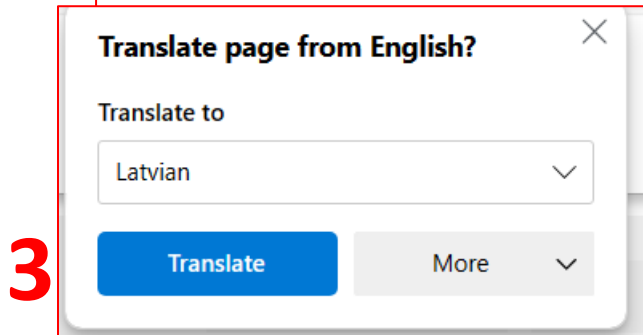 Translate page from English?
Translate to
Latvian
3
Translate More